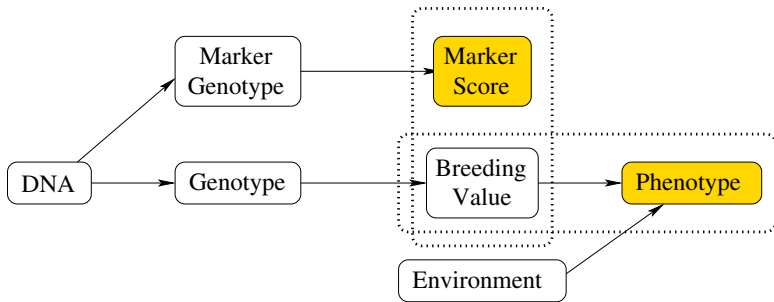 Marker
Genotype
Marker
Score
DNA
Genotype
Breeding
Value
Phenotype
Environment